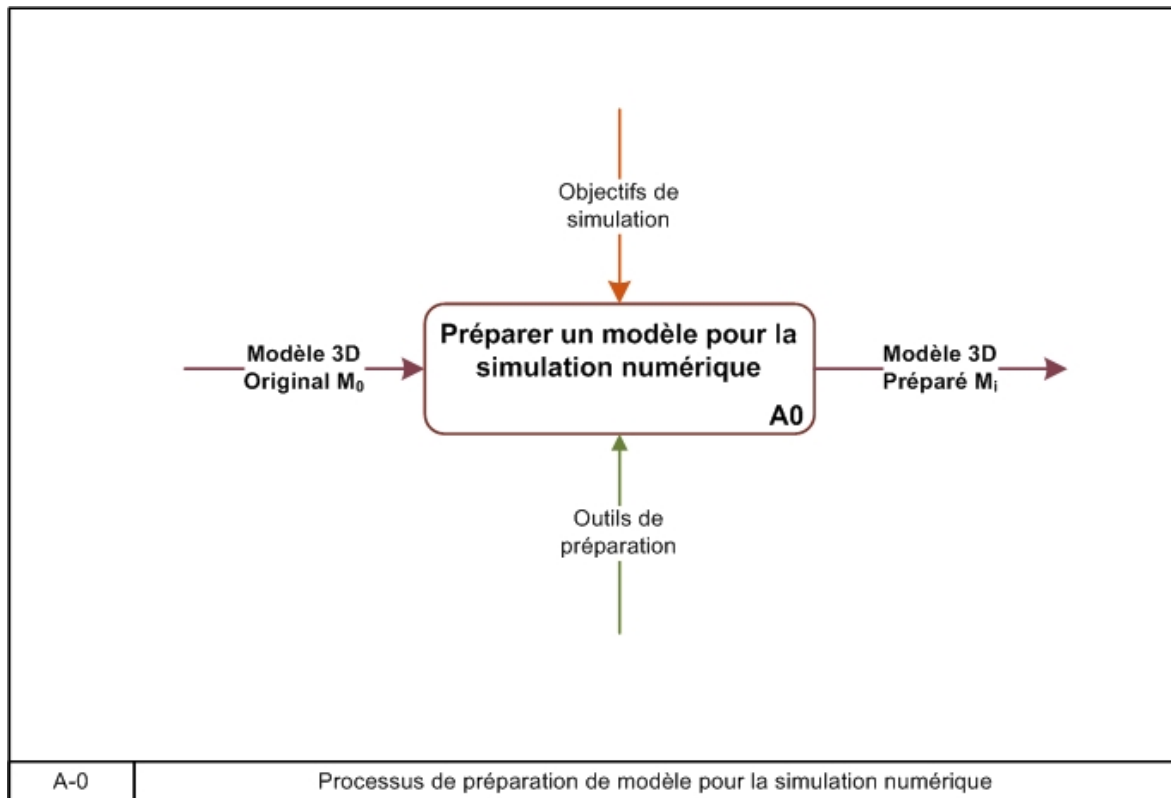 Objectifs de
simulation
Préparer un modèle pour la
simulation numérique
A0
Modèle 3D
Original M₀
Modèle 3D
Préparé Mᵢ
Outils de
préparation
A-0
Processus de préparation de modèle pour la simulation numérique